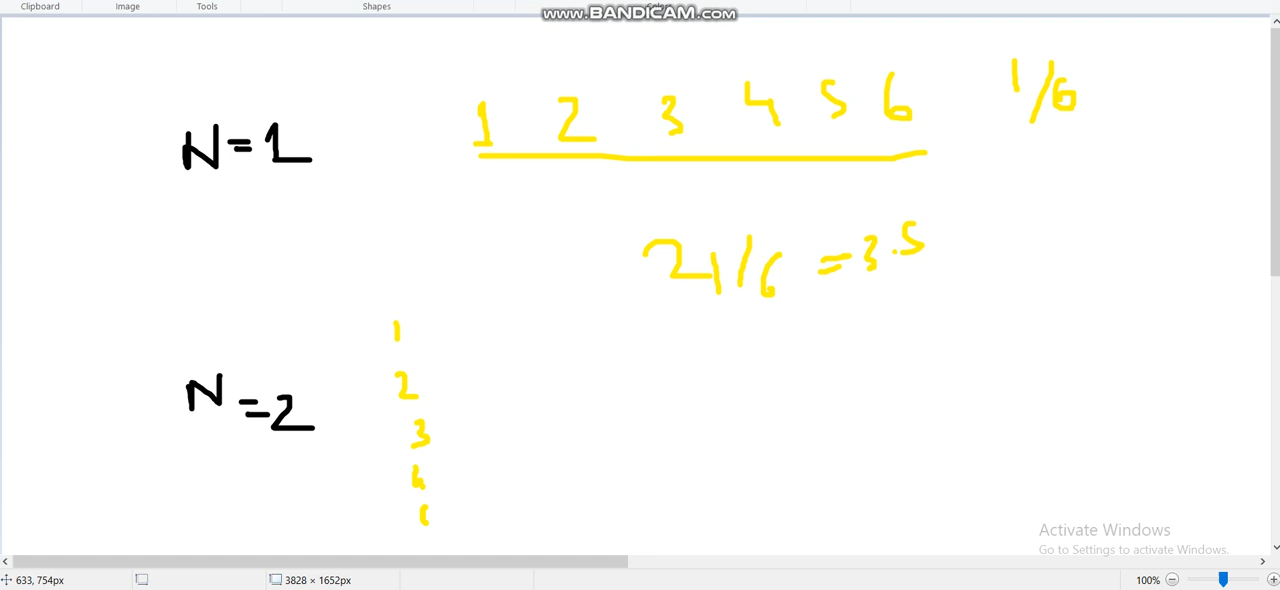 Clipboard Image Tools Shapes Colors
www.BANDICAM.com
N=1 1 2 3 4 5 6 1/6
21/6 = 3.5
N=2
1
2
3
4
Activate Windows
Go to Settings to activate Windows.
633, 754px 3828 × 1652px 100%